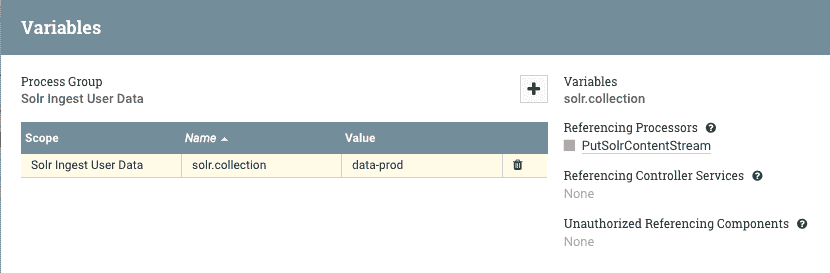 Variables
Process Group
Solr Ingest User Data
Scope Name Value
Solr Ingest User Data solr.collection data-prod
Variables
solr.collection
Referencing Processors ?
PutSolrContentStream
Referencing Controller Services ?
None
Unauthorized Referencing Components ?
None